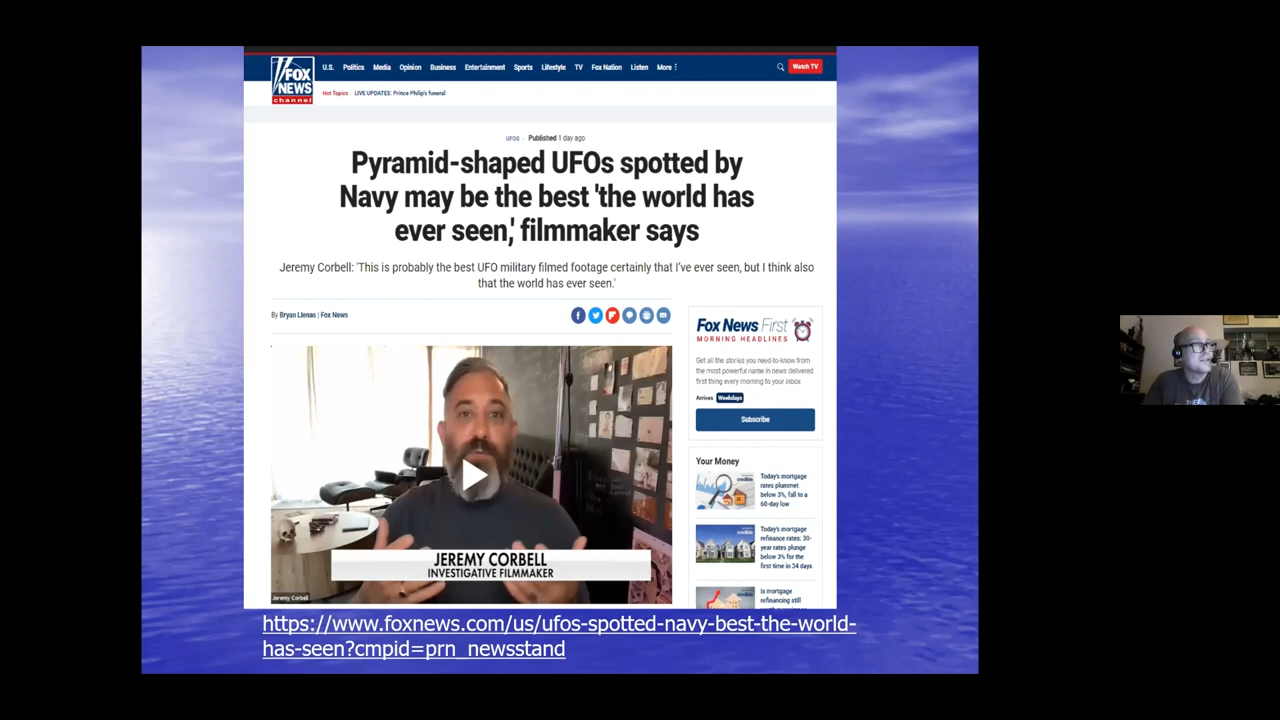 FOX
NEWS
channel
U.S. Politics Media Opinion Business Entertainment Sports Lifestyle TV Fox Nation Listen More
Watch TV
Hot Topics LIVE UPDATES: Prince Philip's funeral
UFOS Published 1 day ago
Pyramid-shaped UFOs spotted by
Navy may be the best 'the world has
ever seen,' filmmaker says
Jeremy Corbell: 'This is probably the best UFO military filmed footage certainly that I've ever seen, but I think also
that the world has ever seen.'
By Bryan Llenas | Fox News
JEREMY CORBELL
INVESTIGATIVE FILMMAKER
Jeremy Corbell
Fox News First
MORNING HEADLINES
Get all the stories you need-to-know from
the most powerful name in news delivered
first thing every morning to your inbox
Arrives Weekdays
Subscribe
Your Money
Today's mortgage
rates plummet
below 3%, fall to a
60-day low
Today's mortgage
refinance rates: 30-
year rates plunge
below 3% for the
first time in 34 days
Is mortgage
refinancing still
https://www.foxnews.com/us/ufos-spotted-navy-best-the-world-
has-seen?cmpid=prn_newsstand